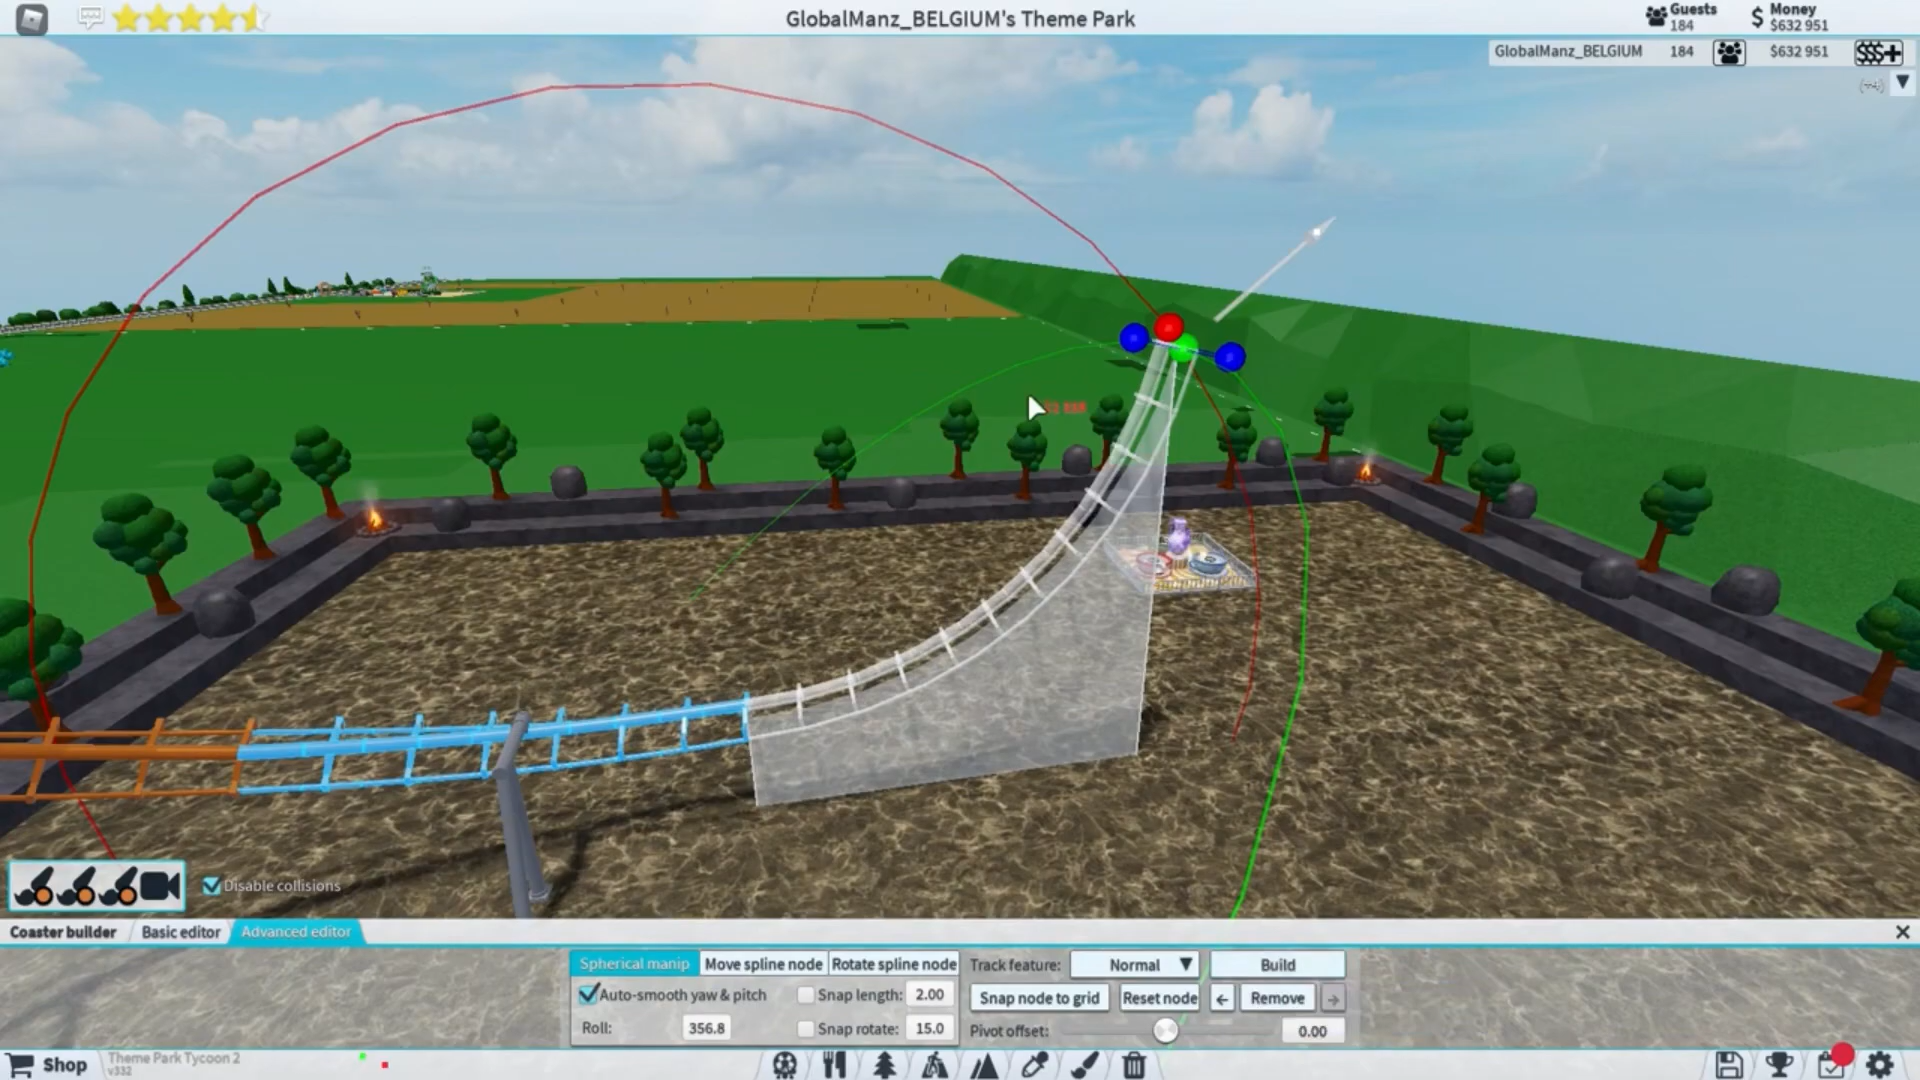 GlobalManz_BELGIUM's Theme Park
Guests
184
$ Money
$632 951
GlobalManz_BELGIUM 184 $632 951 $$$+
Disable collisions
Coaster builder Basic editor Advanced editor
Spherical manip Move spline node Rotate spline node Track feature: Normal Build
Auto-smooth yaw & pitch Snap length: 2.00 Snap node to grid Reset node Remove
Roll: 356.8 Snap rotate: 15.0 Pivot offset: 0.00
Shop Theme Park Tycoon 2
v332